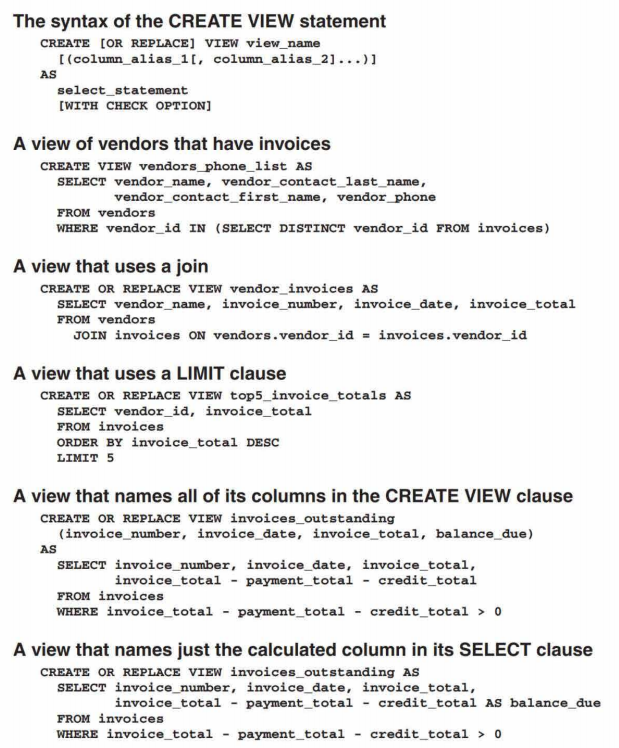 The syntax of the CREATE VIEW statement
CREATE [OR REPLACE] VIEW view_name
[(column_alias_1[, column_alias_2]...)]
AS
select_statement
[WITH CHECK OPTION]
A view of vendors that have invoices
CREATE VIEW vendors_phone_list AS
SELECT vendor_name, vendor_contact_last_name,
vendor_contact_first_name, vendor_phone
FROM vendors
WHERE vendor_id IN (SELECT DISTINCT vendor_id FROM invoices)
A view that uses a join
CREATE OR REPLACE VIEW vendor_invoices AS
SELECT vendor_name, invoice_number, invoice_date, invoice_total
FROM vendors
JOIN invoices ON vendors.vendor_id = invoices.vendor_id
A view that uses a LIMIT clause
CREATE OR REPLACE VIEW top5_invoice_totals AS
SELECT vendor_id, invoice_total
FROM invoices
ORDER BY invoice_total DESC
LIMIT 5
A view that names all of its columns in the CREATE VIEW clause
CREATE OR REPLACE VIEW invoices_outstanding
(invoice_number, invoice_date, invoice_total, balance_due)
AS
SELECT invoice_number, invoice_date, invoice_total,
invoice_total - payment_total - credit_total
FROM invoices
WHERE invoice_total - payment_total - credit_total > 0
A view that names just the calculated column in its SELECT clause
CREATE OR REPLACE VIEW invoices_outstanding AS
SELECT invoice_number, invoice_date, invoice_total,
invoice_total - payment_total - credit_total AS balance_due
FROM invoices
WHERE invoice_total - payment_total - credit_total > 0